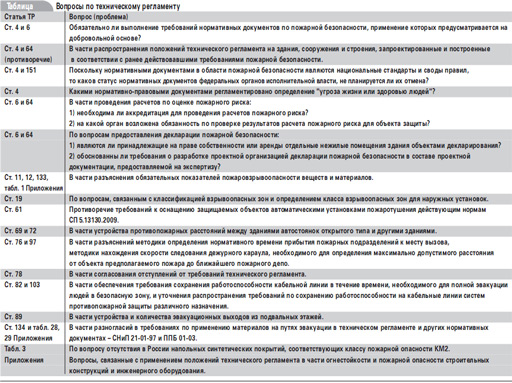 Таблица Вопросы по техническому регламенту
Статья ТР Вопрос (проблема)
Ст. 4 и 6 Обязательно ли выполнение требований нормативных документов по пожарной безопасности, применение которых предусматривается на
добровольной основе?
Ст. 4 и 64 В части распространения положений технического регламента на здания, сооружения и строения, запроектированные и построенные
(противоречие) в соответствии с ранее действовавшими требованиями пожарной безопасности.
Ст. 4 и 151 Поскольку нормативными документами в области пожарной безопасности являются национальные стандарты и своды правил,
то каков статус нормативных документов федеральных органов исполнительной власти, не планируется ли их отмена?
Ст. 4 Какими нормативно-правовыми документами регламентировано определение "угроза жизни или здоровью людей"?
Ст. 6 и 64 В части проведения расчетов по оценке пожарного риска:
1) необходима ли аккредитация для проведения расчетов пожарного риска?
2) на какой орган возложена обязанность по проверке результатов расчета пожарного риска для объекта защиты?
Ст. 6 и 64 По вопросам предоставления декларации пожарной безопасности:
1) являются ли принадлежащие на праве собственности или аренды отдельные нежилые помещения здания объектами декларирования?
2) обоснованы ли требования о разработке проектной организацией декларации пожарной безопасности в составе проектной
документации, предоставляемой на экспертизу?
Ст. 11, 12, 133, В части разъяснения обязательных показателей пожаровзрывоопасности веществ и материалов.
табл. 1 Приложения
Ст. 19 По вопросам, связанным с классификацией взрывоопасных зон и определением класса взрывоопасных зон для наружных установок.
Ст. 61 Противоречие требований к оснащению защищаемых объектов автоматическими установками пожаротушения действующим нормам
СП 5.13130.2009.
Ст. 69 и 72 В части устройства противопожарных расстояний между зданиями автостоянок открытого типа и другими зданиями.
Ст. 76 и 97 В части разъяснений методики определения нормативного времени прибытия пожарных подразделений к месту вызова,
методики нахождения скорости следования дежурного караула, необходимого для определения максимально допустимого расстояния
от объекта предполагаемого пожара до ближайшего пожарного депо.
Ст. 78 В части согласования отступлений от требований технического регламента.
Ст. 82 и 103 В части обеспечения требования сохранения работоспособности кабельной линии в течение времени, необходимого для полной эвакуации
людей в безопасную зону, и уточнения распространения требований по сохранению работоспособности на кабельные линии систем
противопожарной защиты различного назначения.
Ст. 89 В части устройства и количества эвакуационных выходов из подвальных этажей.
Ст. 134 и табл. 28, В части разногласий в требованиях по применению материалов на путях эвакуации в техническом регламенте и других нормативных
29 Приложения документах – СНиП 21-01-97 и ППБ 01-03.
Табл. 3 По вопросу отсутствия в России напольных синтетических покрытий, соответствующих классу пожарной опасности КМ2.
Приложения Вопросы, связанные с применением положений технического регламента в части огнестойкости и пожарной опасности строительных
конструкций и инженерного оборудования.